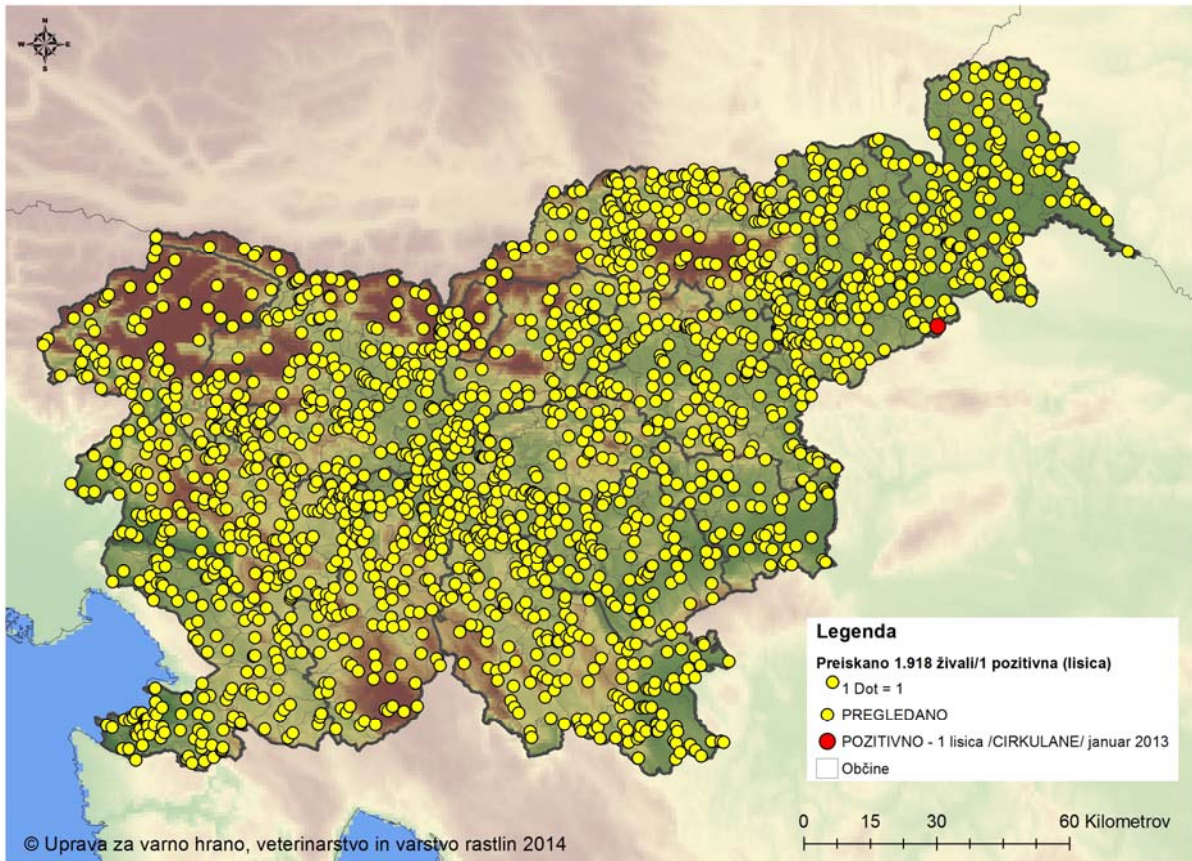 N
W E
S
Legenda
Preiskano 1.918 živali/1 pozitivna (lisica)
1 Dot = 1
PREGLEDANO
POZITIVNO - 1 lisica /CIRKULANE/ januar 2013
Občine
0 15 30 60 Kilometrov
© Uprava za varno hrano, veterinarstvo in varstvo rastlin 2014